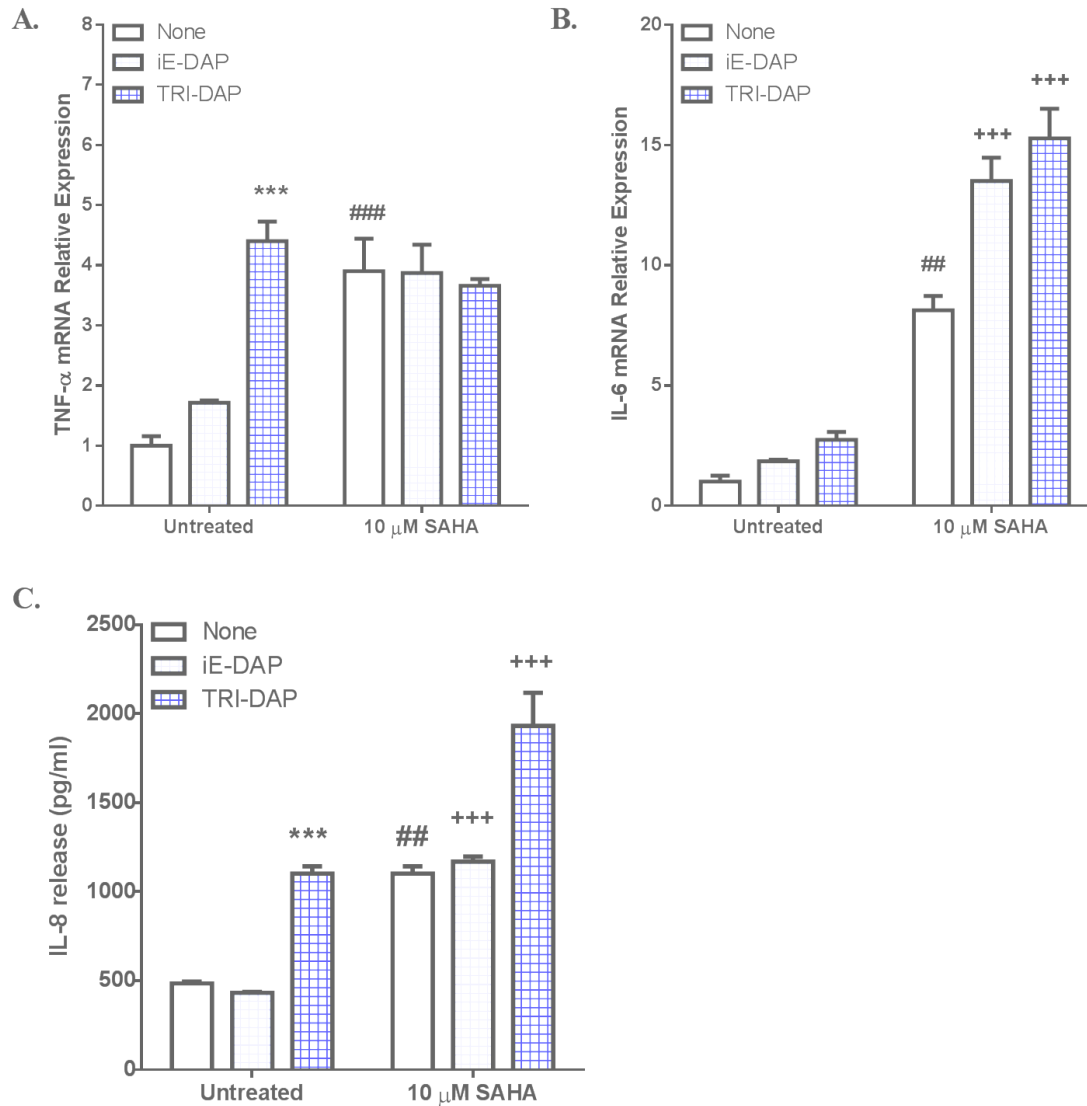 A.
TNF-α mRNA Relative Expression
8
7
6
5
4
3
2
1
0
None
iE-DAP
TRI-DAP
***
###
Untreated
10 μM SAHA
B.
IL-6 mRNA Relative Expression
20
15
10
5
0
None
iE-DAP
TRI-DAP
##
+++
+++
Untreated
10 μM SAHA
C.
IL-8 release (pg/ml)
2500
2000
1500
1000
500
0
None
iE-DAP
TRI-DAP
***
##
+++
+++
Untreated
10 μM SAHA